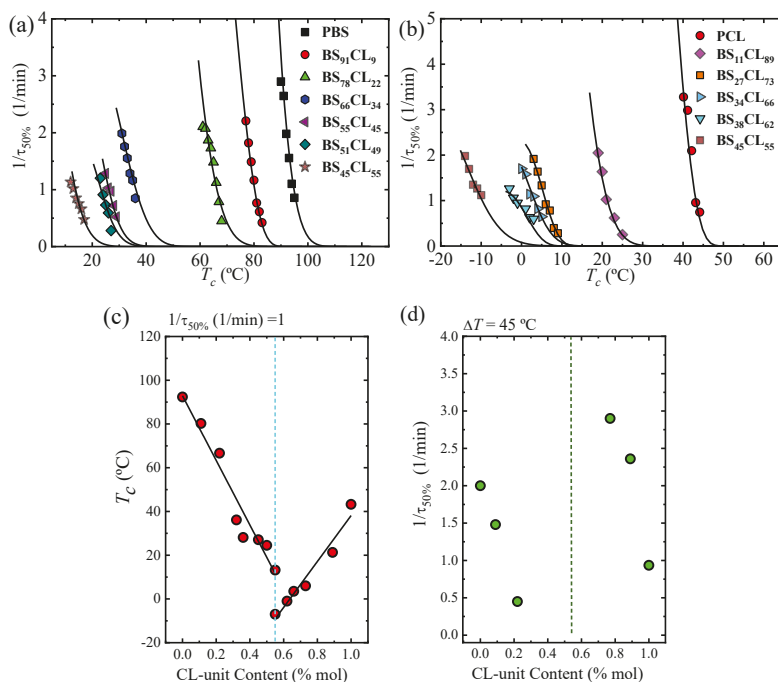 (a)
4
3
2
1
0
1/τ50% (1/min)
20 40 60 80 100 120
Tc (ºC)
PBS
BS91CL9
BS78CL22
BS66CL34
BS55CL45
BS51CL49
BS45CL55
(b)
5
4
3
2
1
0
1/τ50% (1/min)
-20 -10 0 10 20 30 40 50
Tc (ºC)
PCL
BS11CL89
BS27CL73
BS34CL66
BS38CL62
BS45CL55
(c)
1/τ50% (1/min) =1
120
100
80
60
40
20
0
-20
Tc (ºC)
0.0 0.2 0.4 0.6 0.8 1.0
CL-unit Content (% mol)
(d)
ΔT = 45 ºC
4.0
3.5
3.0
2.5
2.0
1.5
1.0
0.5
0.0
1/τ50% (1/min)
0.0 0.2 0.4 0.6 0.8 1.0
CL-unit Content (% mol)